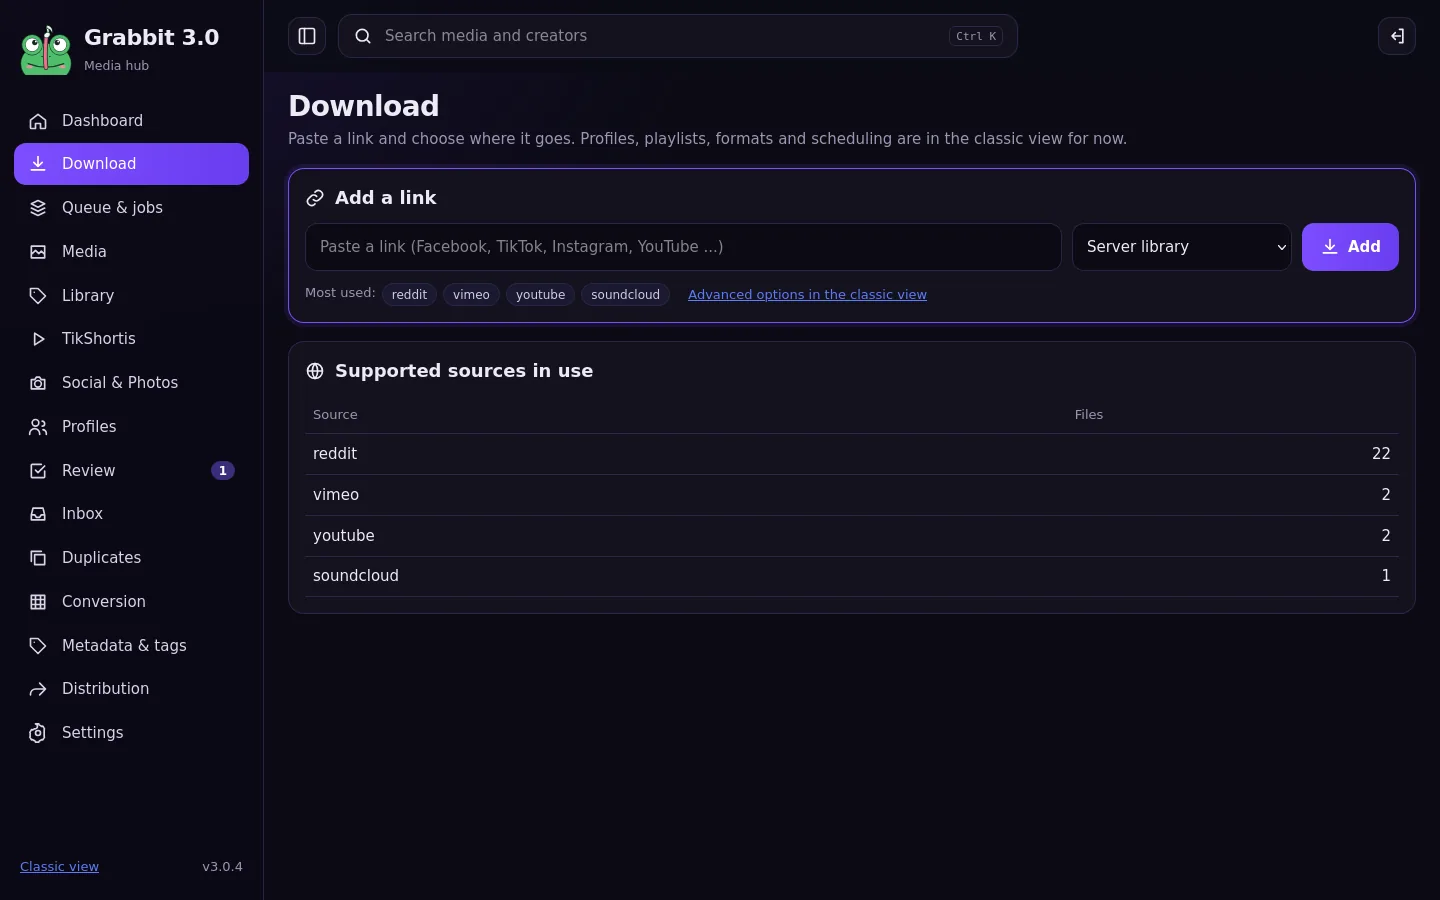 Grabbit 3.0
Media hub
Dashboard
Download
Queue & jobs
Media
Library
TikShortis
Social & Photos
Profiles
Review 1
Inbox
Duplicates
Conversion
Metadata & tags
Distribution
Settings
Classic view v3.0.4
Search media and creators Ctrl K
Download
Paste a link and choose where it goes. Profiles, playlists, formats and scheduling are in the classic view for now.
Add a link
Paste a link (Facebook, TikTok, Instagram, YouTube ...) Server library Add
Most used: reddit vimeo youtube soundcloud Advanced options in the classic view
Supported sources in use
Source Files
reddit 22
vimeo 2
youtube 2
soundcloud 1